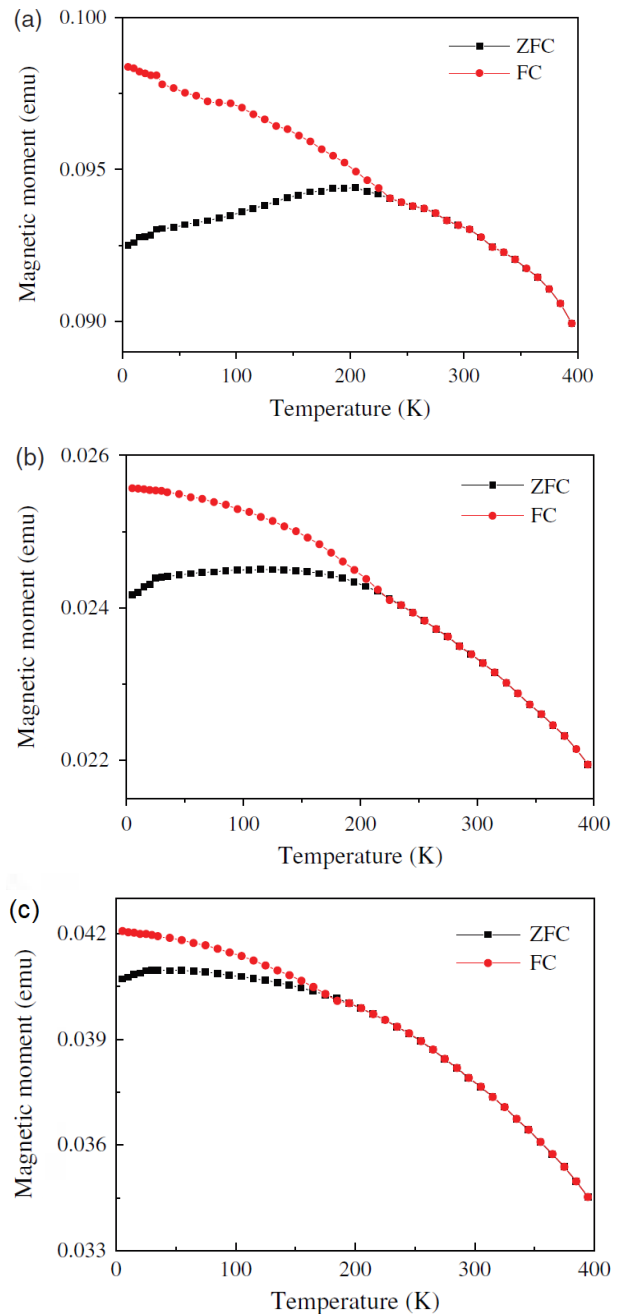 (a)
0.100
ZFC
FC
0.095
0.090
Magnetic moment (emu)
0 100 200 300 400
Temperature (K)
(b)
0.026
ZFC
FC
0.024
0.022
Magnetic moment (emu)
0 100 200 300 400
Temperature (K)
(c)
0.042
ZFC
FC
0.039
0.036
0.033
Magnetic moment (emu)
0 100 200 300 400
Temperature (K)